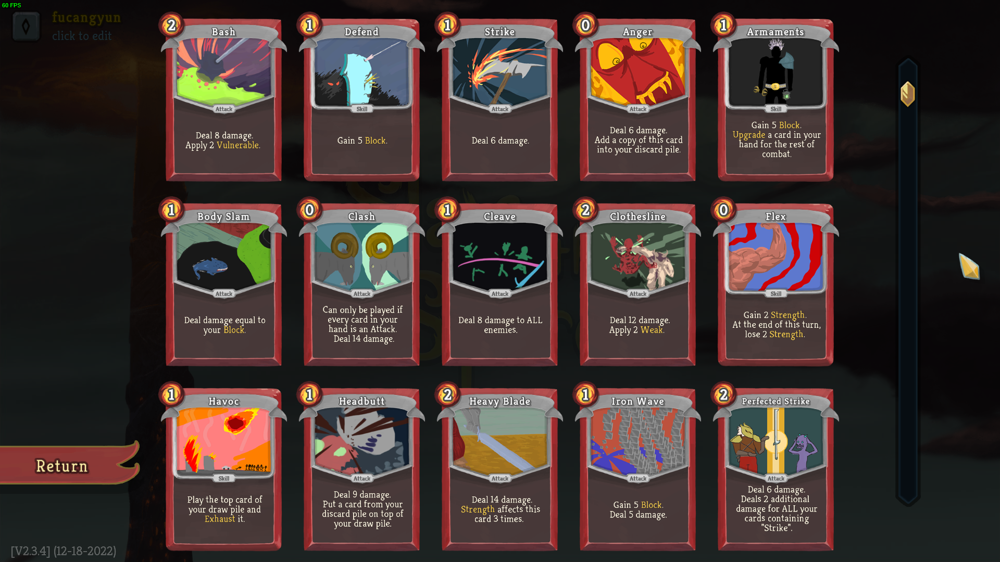 60 FPS
fucangyun
click to edit
2
Bash
Attack
Deal 8 damage.
Apply 2 Vulnerable.
1
Defend
Skill
Gain 5 Block.
1
Strike
Attack
Deal 6 damage.
0
Anger
Attack
Deal 6 damage.
Add a copy of this card
into your discard pile.
1
Armaments
Skill
Gain 5 Block.
Upgrade a card in your
hand for the rest of
combat.
1
Body Slam
Attack
Deal damage equal to
your Block.
0
Clash
Attack
Can only be played if
every card in your
hand is an Attack.
Deal 14 damage.
1
Cleave
Attack
Deal 8 damage to ALL
enemies.
2
Clothesline
Attack
Deal 12 damage.
Apply 2 Weak.
0
Flex
Skill
Gain 2 Strength.
At the end of this turn,
lose 2 Strength.
1
Havoc
Skill
Play the top card of
your draw pile and
Exhaust it.
1
Headbutt
Attack
Deal 9 damage.
Put a card from your
discard pile on top of
your draw pile.
2
Heavy Blade
Attack
Deal 14 damage.
Strength affects this
card 3 times.
1
Iron Wave
Attack
Gain 5 Block.
Deal 5 damage.
2
Perfected Strike
Attack
Deal 6 damage.
Deals 2 additional
damage for ALL your
cards containing
"Strike".
Return
[V2.3.4] (12-18-2022)